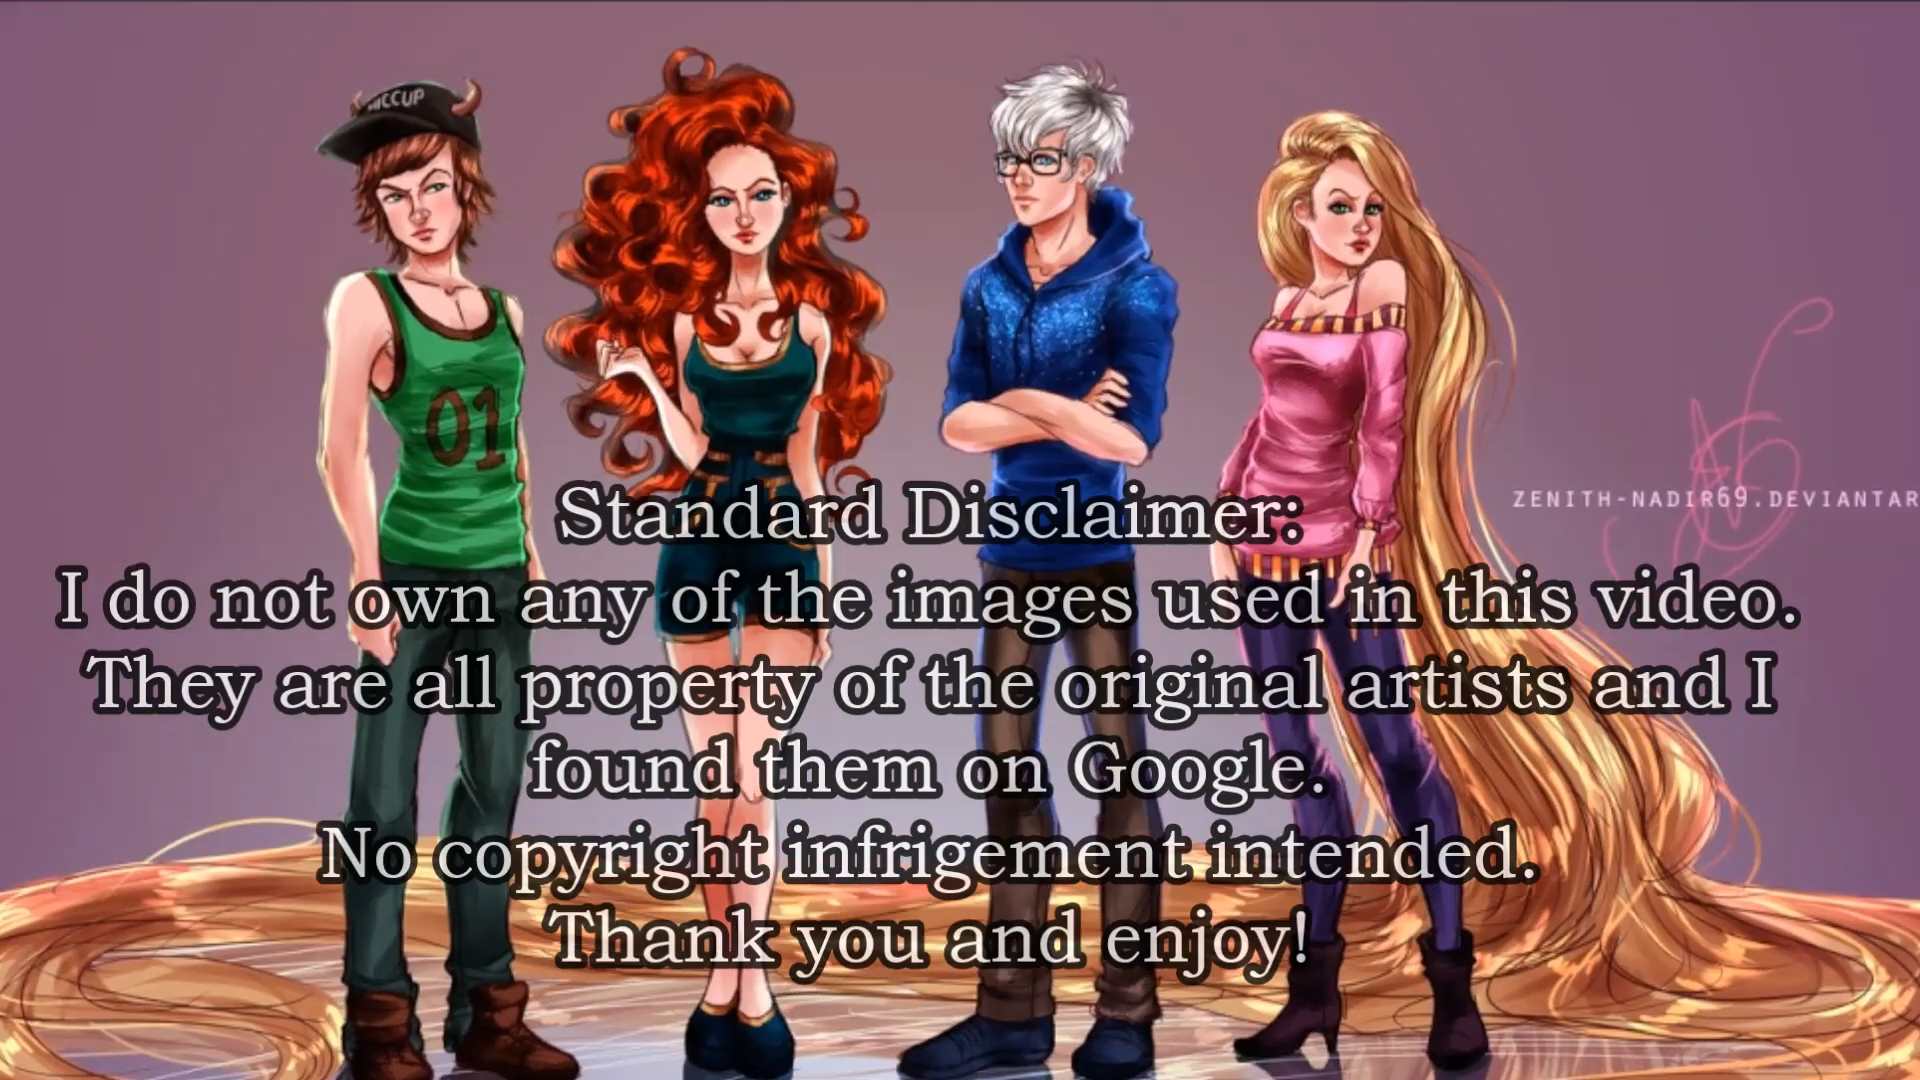 HICCUP
01
ZENITH-NADIR69.DEVIANTAR
Standard Disclaimer:
I do not own any of the images used in this video.
They are all property of the original artists and I
found them on Google.
No copyright infrigement intended.
Thank you and enjoy!